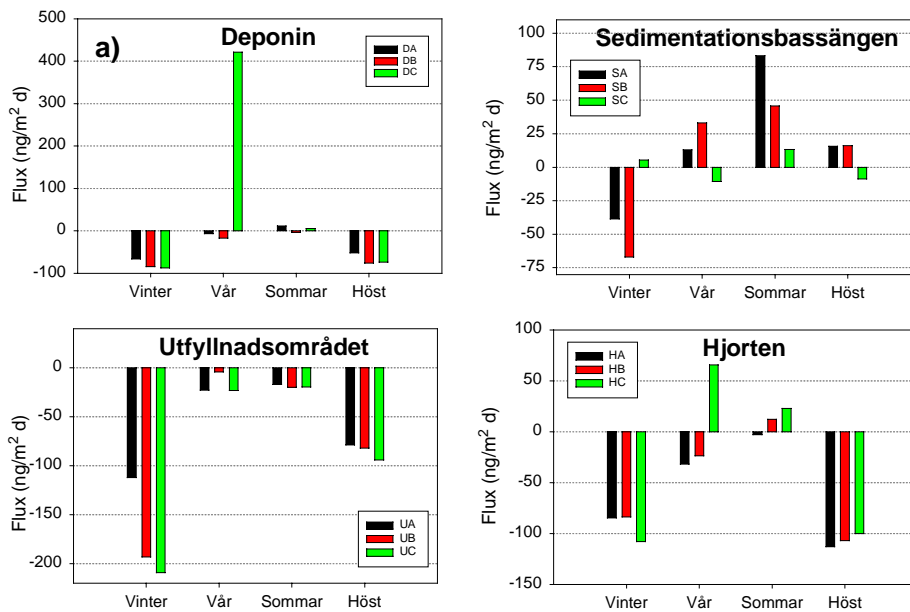 a)
Deponin
DA
DB
DC
Flux (ng/m² d)
500
400
300
200
100
0
-100
Vinter Vår Sommar Höst
Sedimentationsbassängen
SA
SB
SC
Flux (ng/m² d)
100
75
50
25
0
-25
-50
-75
Vinter Vår Sommar Höst
Utfyllnadsområdet
UA
UB
UC
Flux (ng/m² d)
0
-50
-100
-150
-200
Vinter Vår Sommar Höst
Hjorten
HA
HB
HC
Flux (ng/m² d)
100
50
0
-50
-100
-150
Vinter Vår Sommar Höst